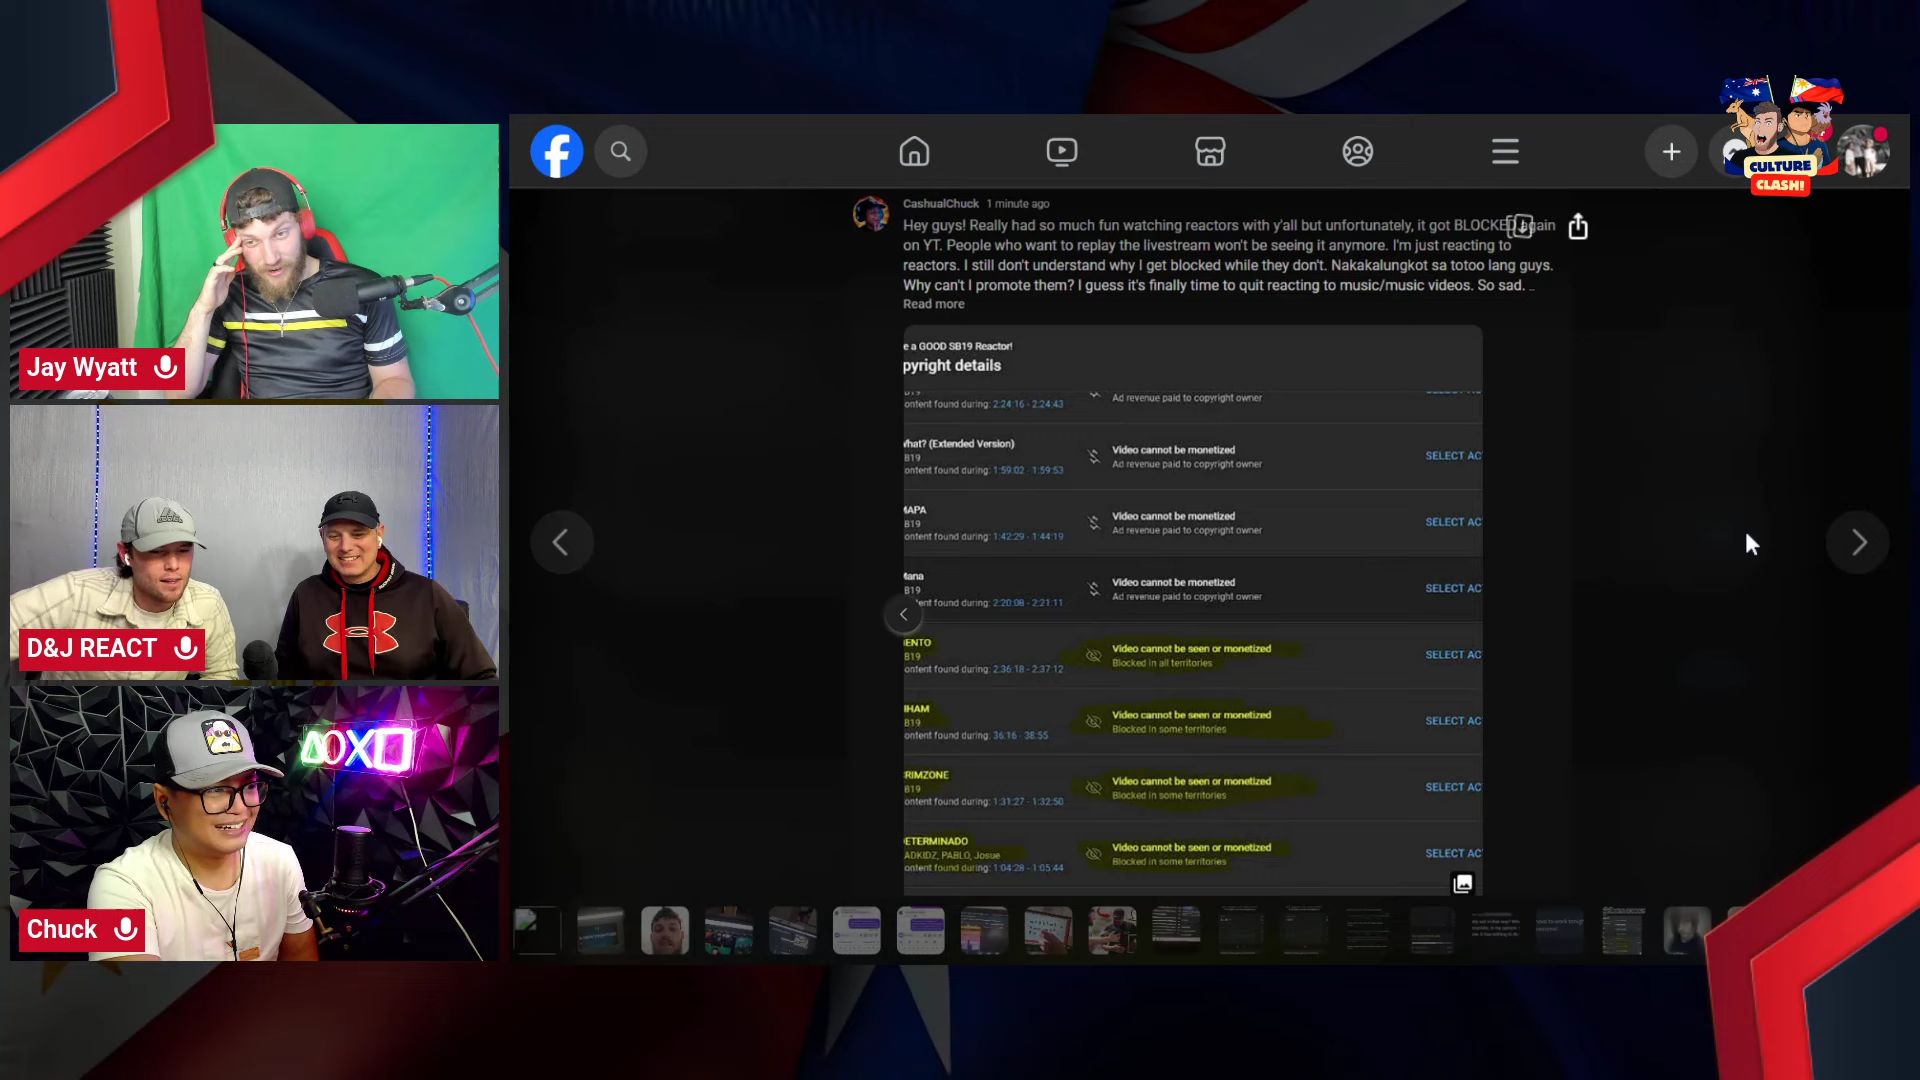 CULTURE
CLASH!
Jay Wyatt
D&J REACT
Chuck
CashualChuck 1 minute ago
Hey guys! Really had so much fun watching reactors with y'all but unfortunately, it got BLOCKED again
on YT. People who want to replay the livestream won't be seeing it anymore. I'm just reacting to
reactors. I still don't understand why I get blocked while they don't. Nakakalungkot sa totoo lang guys.
Why can't I promote them? I guess it's finally time to quit reacting to music/music videos. So sad. ..
Read more
e a GOOD SB19 Reactor!
pyright details
ontent found during: 2:24:16 - 2:24:43
Ad revenue paid to copyright owner
What? (Extended Version)
B19
ontent found during: 1:59:02 - 1:59:53
Video cannot be monetized
Ad revenue paid to copyright owner
SELECT AC
MAPA
B19
ontent found during: 1:42:29 - 1:44:19
Video cannot be monetized
Ad revenue paid to copyright owner
SELECT AC
Mana
B19
tent found during: 2:20:08 - 2:21:11
Video cannot be monetized
Ad revenue paid to copyright owner
SELECT AC
ENTO
B19
ontent found during: 2:36:18 - 2:37:12
Video cannot be seen or monetized
Blocked in all territories
SELECT AC
HAM
B19
ontent found during: 36:16 - 38:55
Video cannot be seen or monetized
Blocked in some territories
SELECT AC
RIMZONE
B19
ontent found during: 1:31:27 - 1:32:50
Video cannot be seen or monetized
Blocked in some territories
SELECT AC
ETERMINADO
ADKIDZ, PABLO, Josue
ontent found during: 1:04:28 - 1:05:44
Video cannot be seen or monetized
Blocked in some territories
SELECT AC